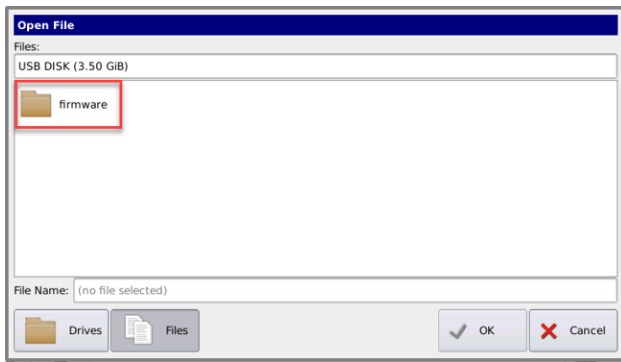 Open File
Files:
USB DISK (3.50 GiB)
firmware
File Name: (no file selected)
Drives Files OK Cancel